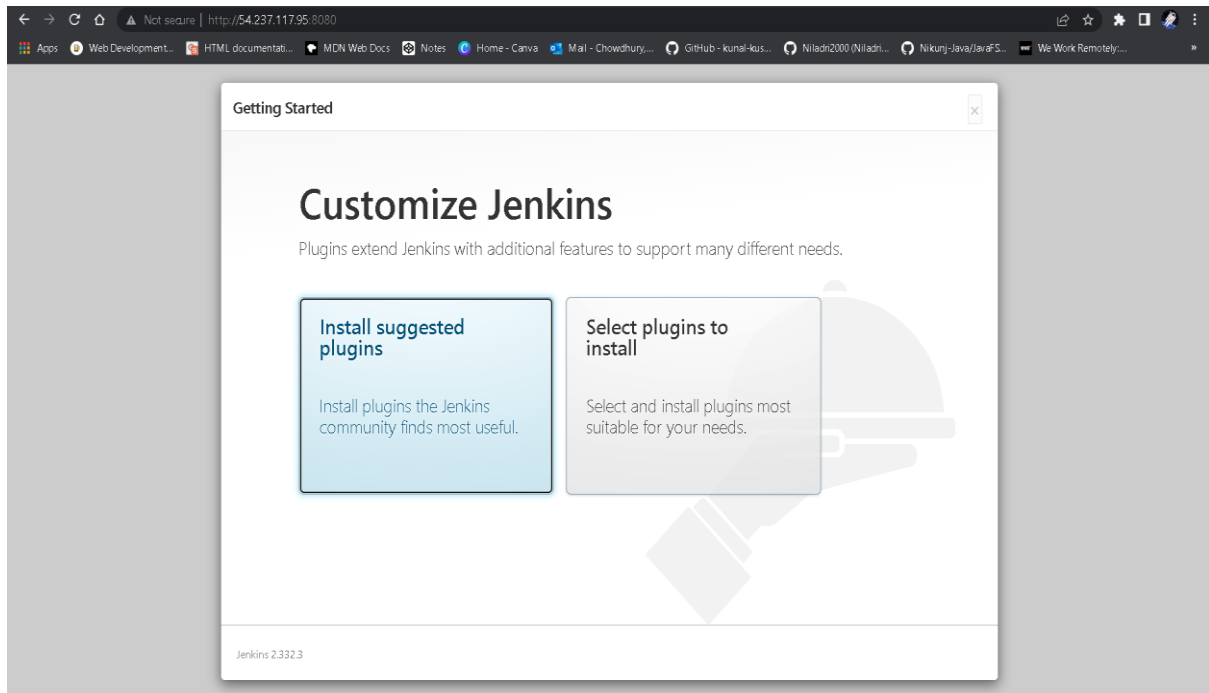 Not secure | http://54.237.117.95:8080
Apps Web Development... HTML documentati... MDN Web Docs Notes Home - Canva Mail - Chowdhury,... GitHub - kunal-kus... Niladri2000 (Niladri... Nikunj-Java/JavaFS... We Work Remotely:... »
Getting Started ×
Customize Jenkins
Plugins extend Jenkins with additional features to support many different needs.
Install suggested
plugins
Install plugins the Jenkins
community finds most useful.
Select plugins to
install
Select and install plugins most
suitable for your needs.
Jenkins 2.332.3